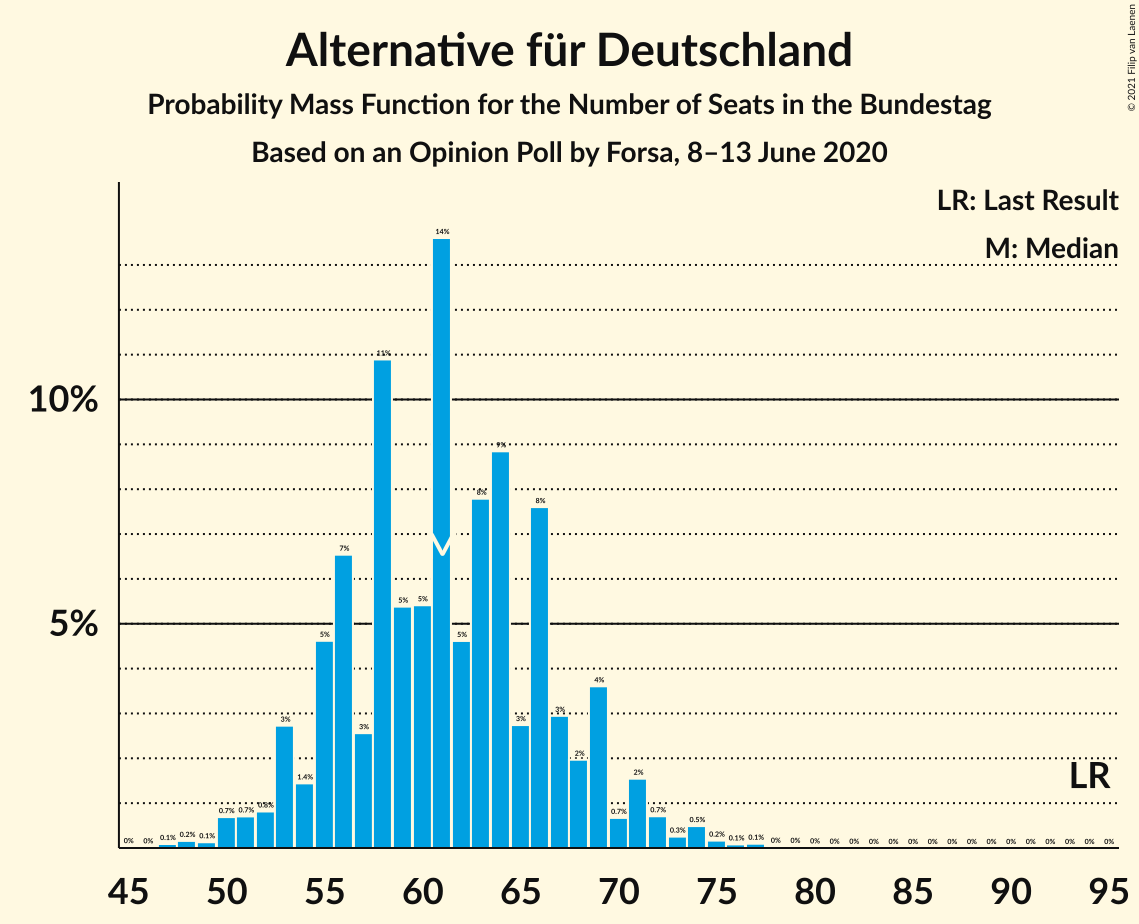 Alternative für Deutschland
Probability Mass Function for the Number of Seats in the Bundestag
Based on an Opinion Poll by Forsa, 8–13 June 2020
© 2021 Filip van Laenen
LR: Last Result
M: Median
10%
5%
0% 0% 0.1% 0.2% 0.1% 0.7% 0.7% 0.8% 3% 1.4% 5% 7% 3% 11% 5% 5% 14% 5% 8% 9% 3% 8% 3% 2% 4% 0.7% 2% 0.7% 0.3% 0.5% 0.2% 0.1% 0.1% 0% 0% 0% 0% 0% 0% 0% 0% 0% 0% 0% 0% 0% 0% 0% 0% 0% 0%
LR
45 50 55 60 65 70 75 80 85 90 95